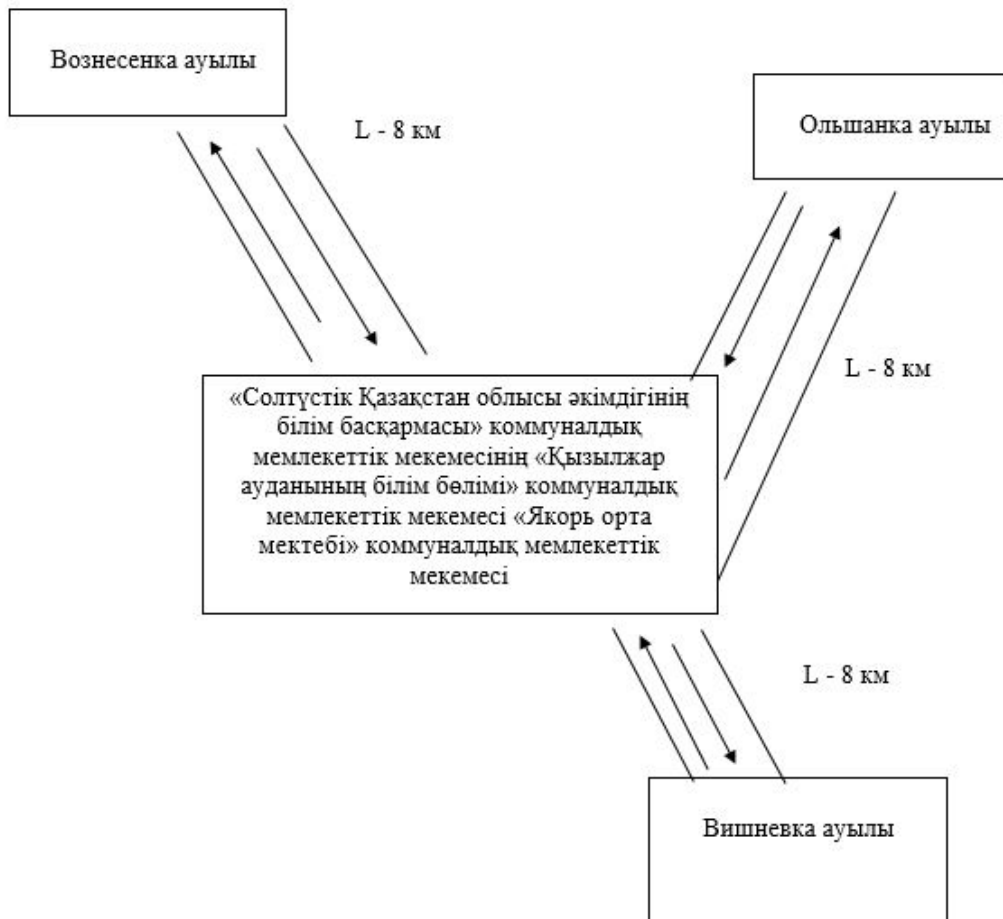 Вознесенка ауылы
L - 8 км
Ольшанка ауылы
L - 8 км
«Солтүстік Қазақстан облысы әкімдігінің
білім басқармасы» коммуналдық
мемлекеттік мекемесінің «Қызылжар
ауданының білім бөлімі» коммуналдық
мемлекеттік мекемесі «Якорь орта
мектебі» коммуналдық мемлекеттік
мекемесі
L - 8 км
Вишневка ауылы